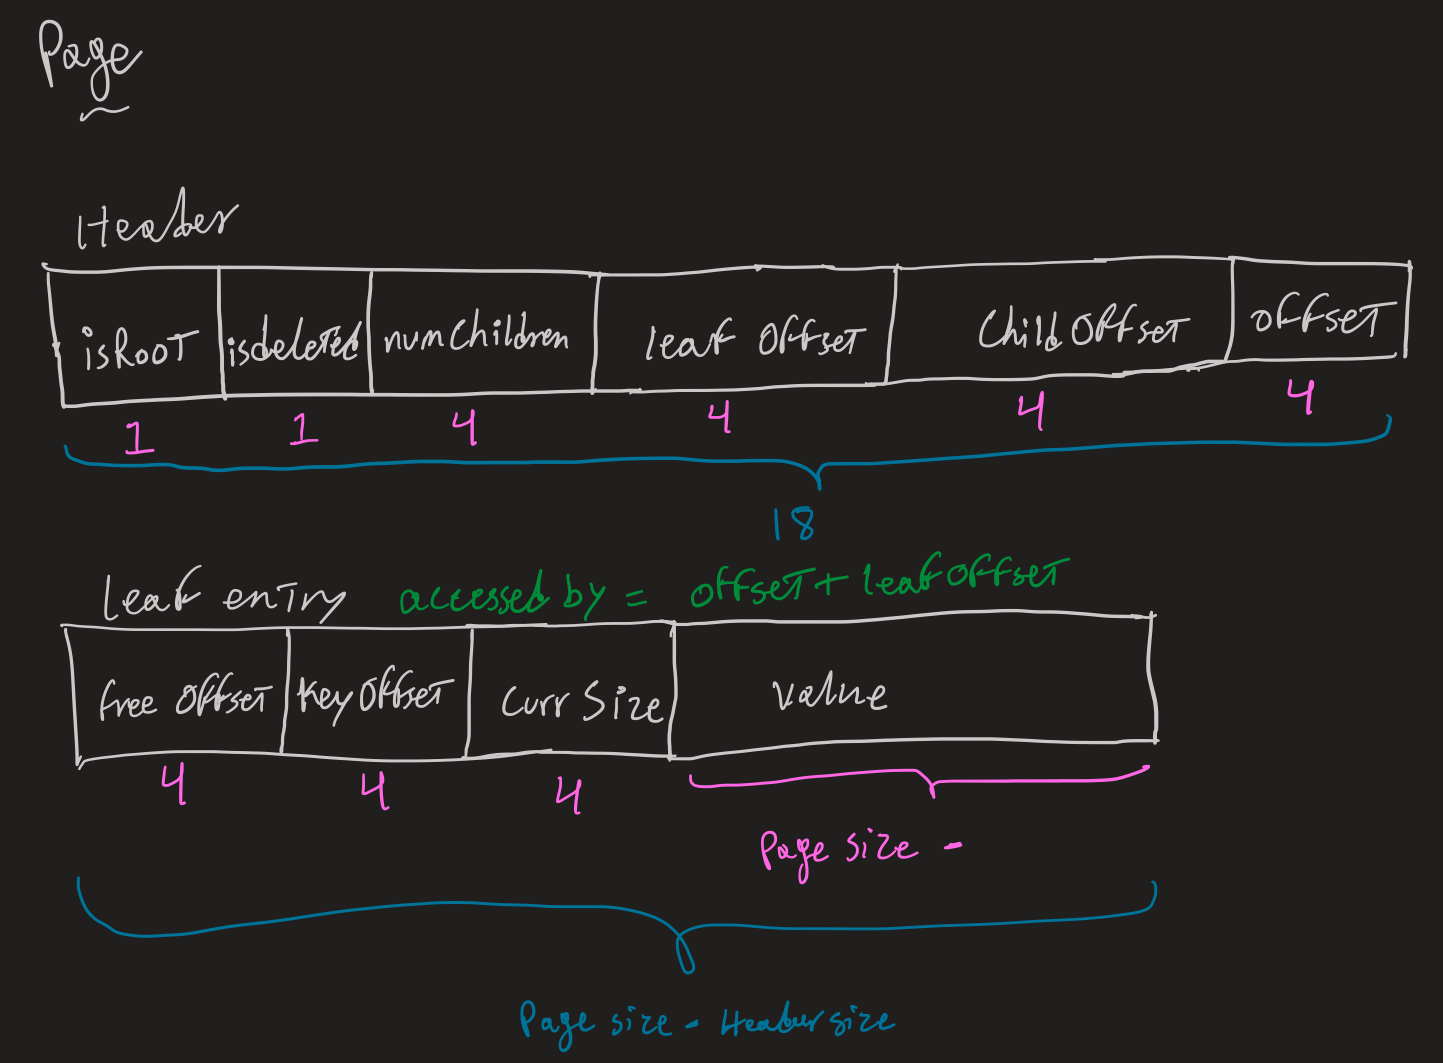 Page
Header
isRoot isdeleted numChildren leaf offset Child Offset offset
1 1 4 4 4 4
18
Leaf entry accessed by = offset + leaf offset
free offset Key Offset Curr Size Value
4 4 4
Page size -
Page size - Header size